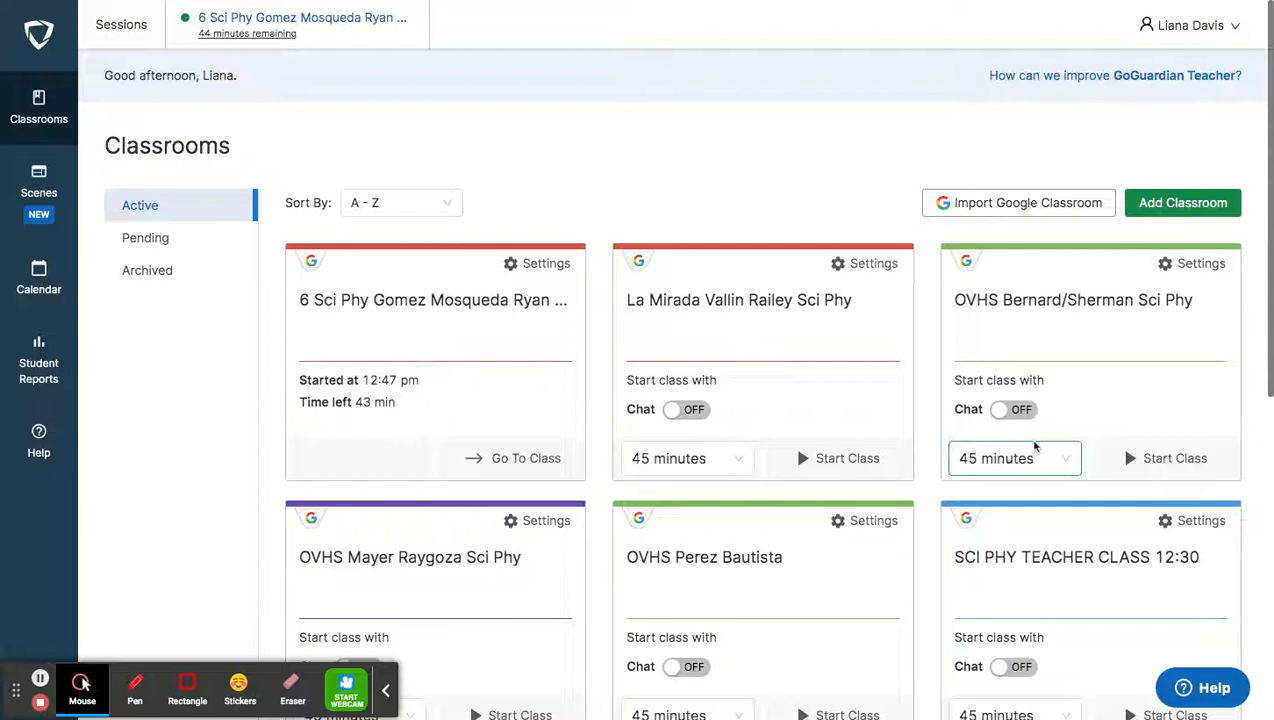 Sessions
6 Sci Phy Gomez Mosqueda Ryan ...
44 minutes remaining
Liana Davis
Good afternoon, Liana.
How can we improve GoGuardian Teacher?
Classrooms
Scenes
NEW
Calendar
Student
Reports
Help
Classrooms
Active
Pending
Archived
Sort By:
A - Z
Import Google Classroom
Add Classroom
Settings
6 Sci Phy Gomez Mosqueda Ryan ...
Started at 12:47 pm
Time left 43 min
Go To Class
Settings
La Mirada Vallin Railey Sci Phy
Start class with
Chat OFF
45 minutes
Start Class
Settings
OVHS Bernard/Sherman Sci Phy
Start class with
Chat OFF
45 minutes
Start Class
Settings
OVHS Mayer Raygoza Sci Phy
Start class with
Start Class
Settings
OVHS Perez Bautista
Start class with
Chat OFF
45 minutes
Start Class
Settings
SCI PHY TEACHER CLASS 12:30
Start class with
Chat OFF
45 minutes
Start Class
Mouse
Pen
Rectangle
Stickers
Eraser
START
WEBCAM
Help